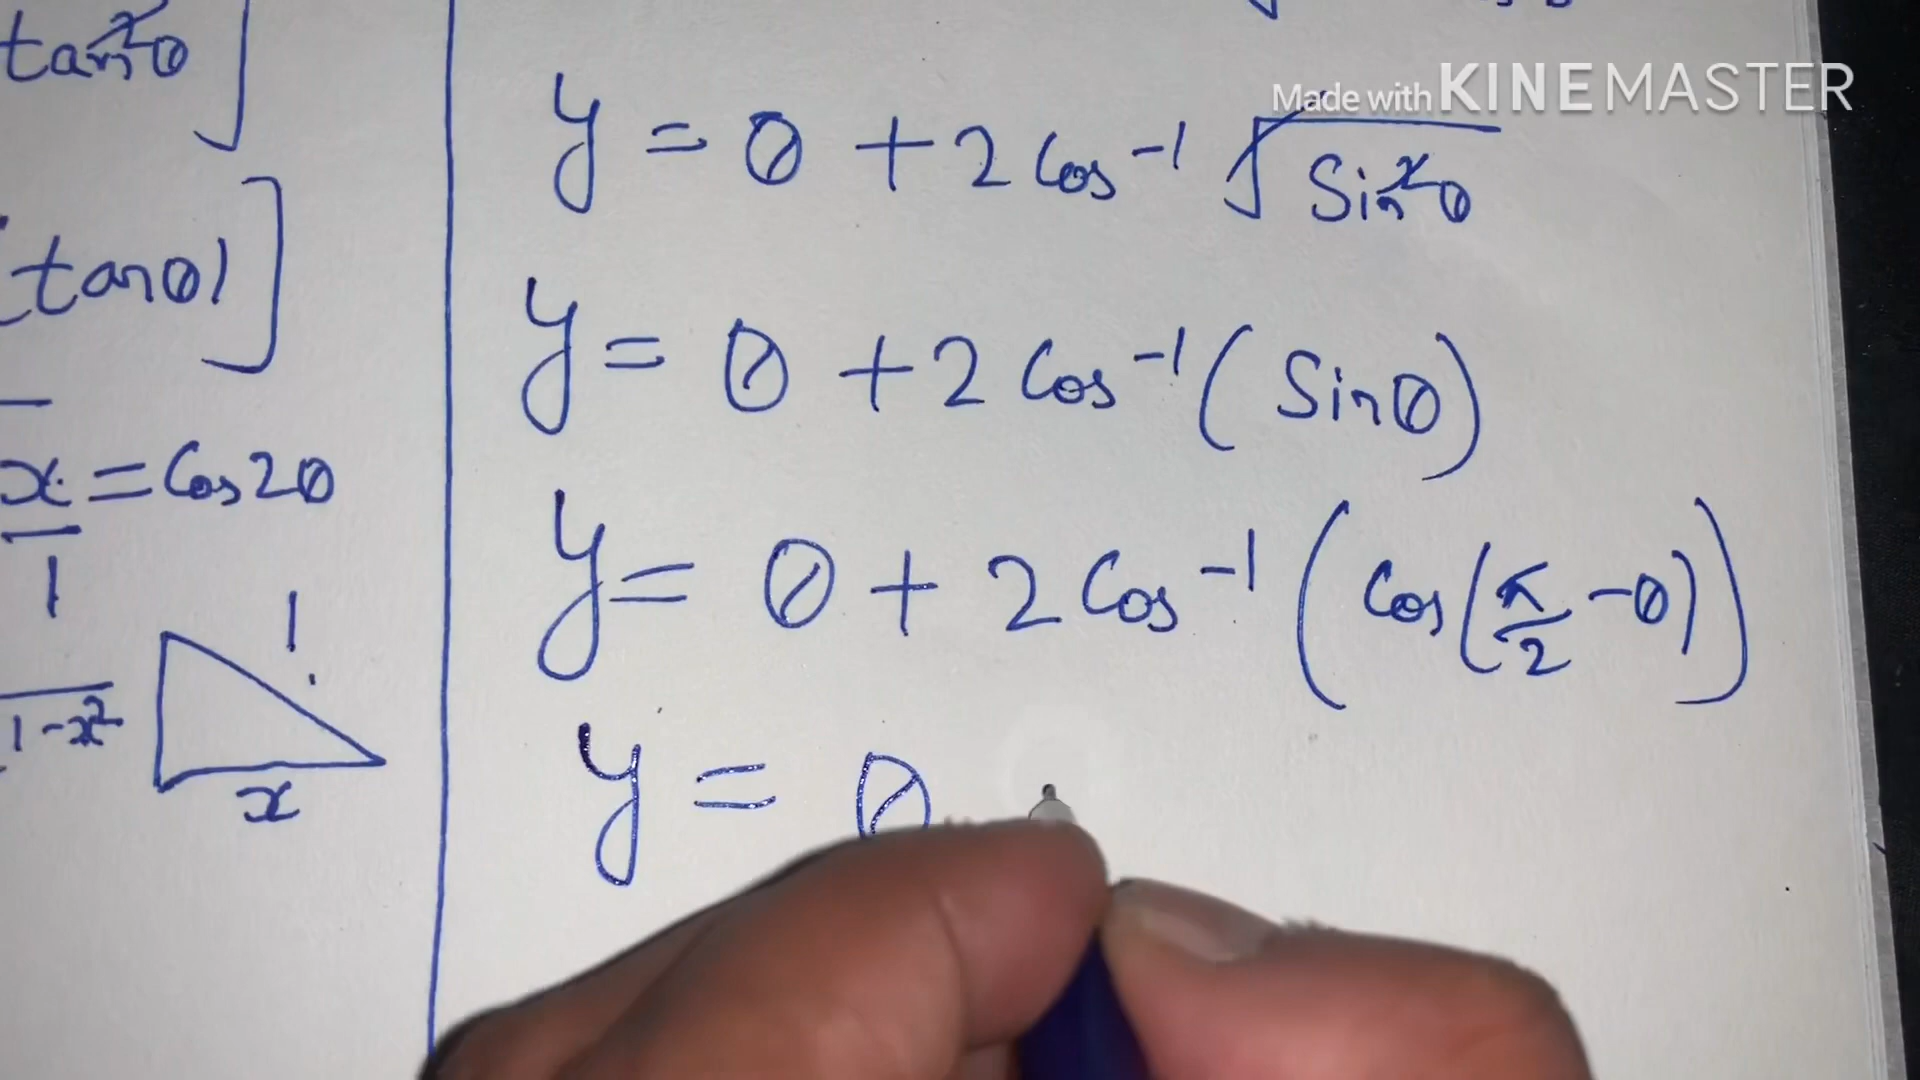 tan²θ]
tanθ)]
x = Cos2θ
1
1
1-x²
x
Made with KINEMASTER
y = θ + 2 Cos⁻¹ √Sin²θ
y = θ + 2 Cos⁻¹ (Sinθ)
y = θ + 2 Cos⁻¹ (Cos(π/2 - θ))
y = θ